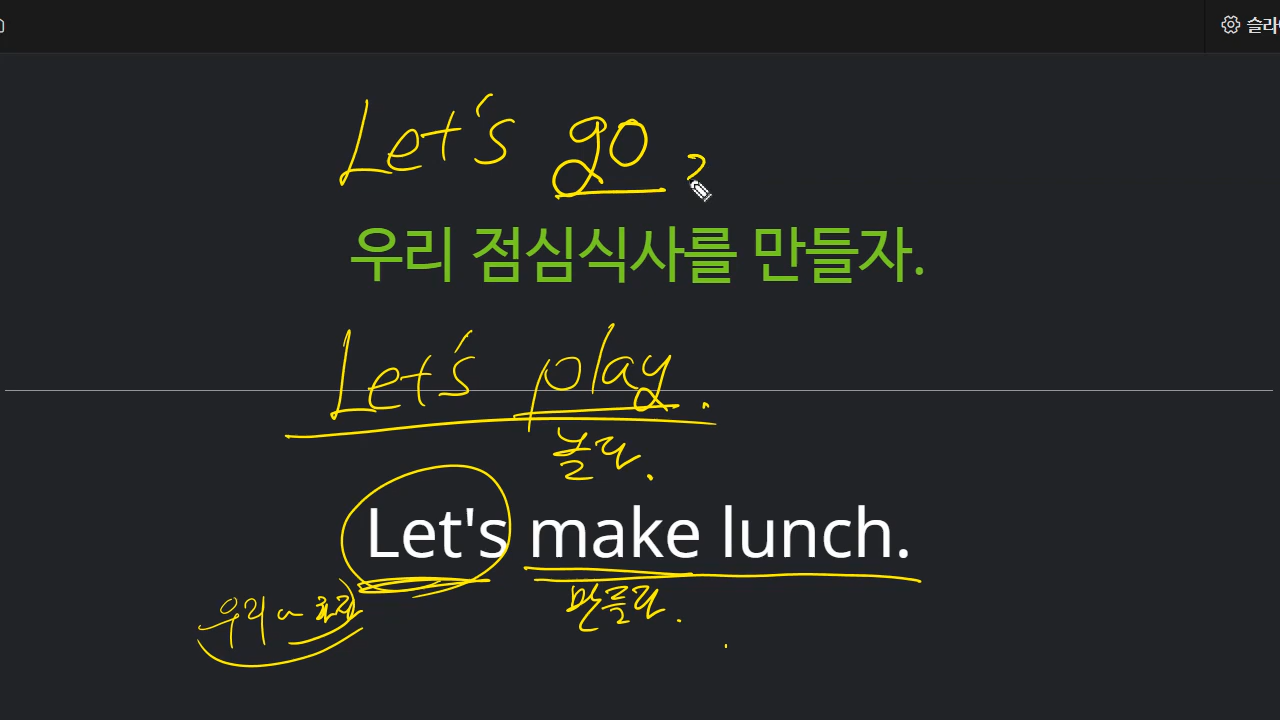 슬라
Let's go
우리 점심식사를 만들자.
Let's play.
놀다.
Let's make lunch.
우리 ~ 하자
만들다.